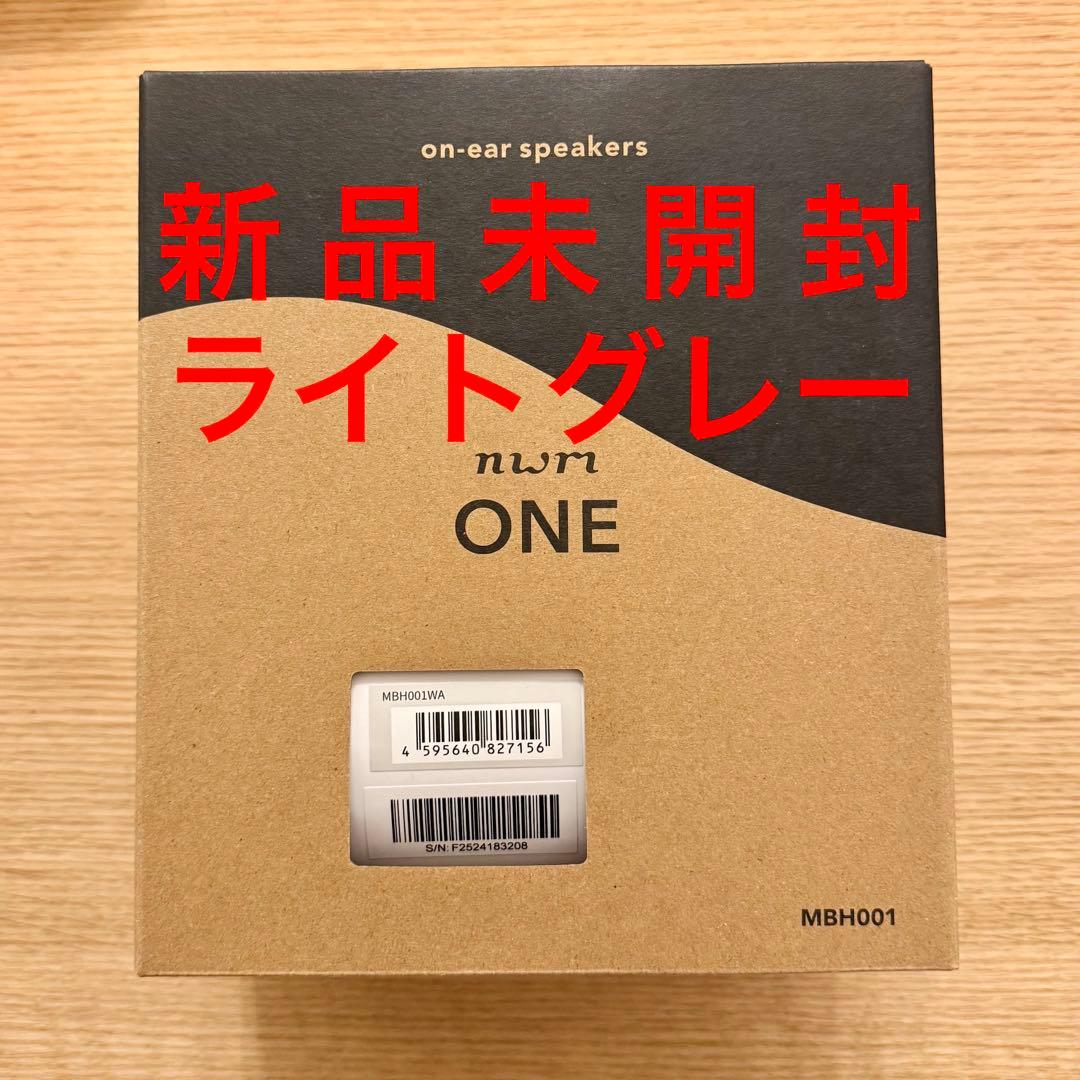 on-ear speakers
新品未開封
ライトグレー
nwm
ONE
MBH001WA
4 595640 827156
S/N: F2524183208
MBH001